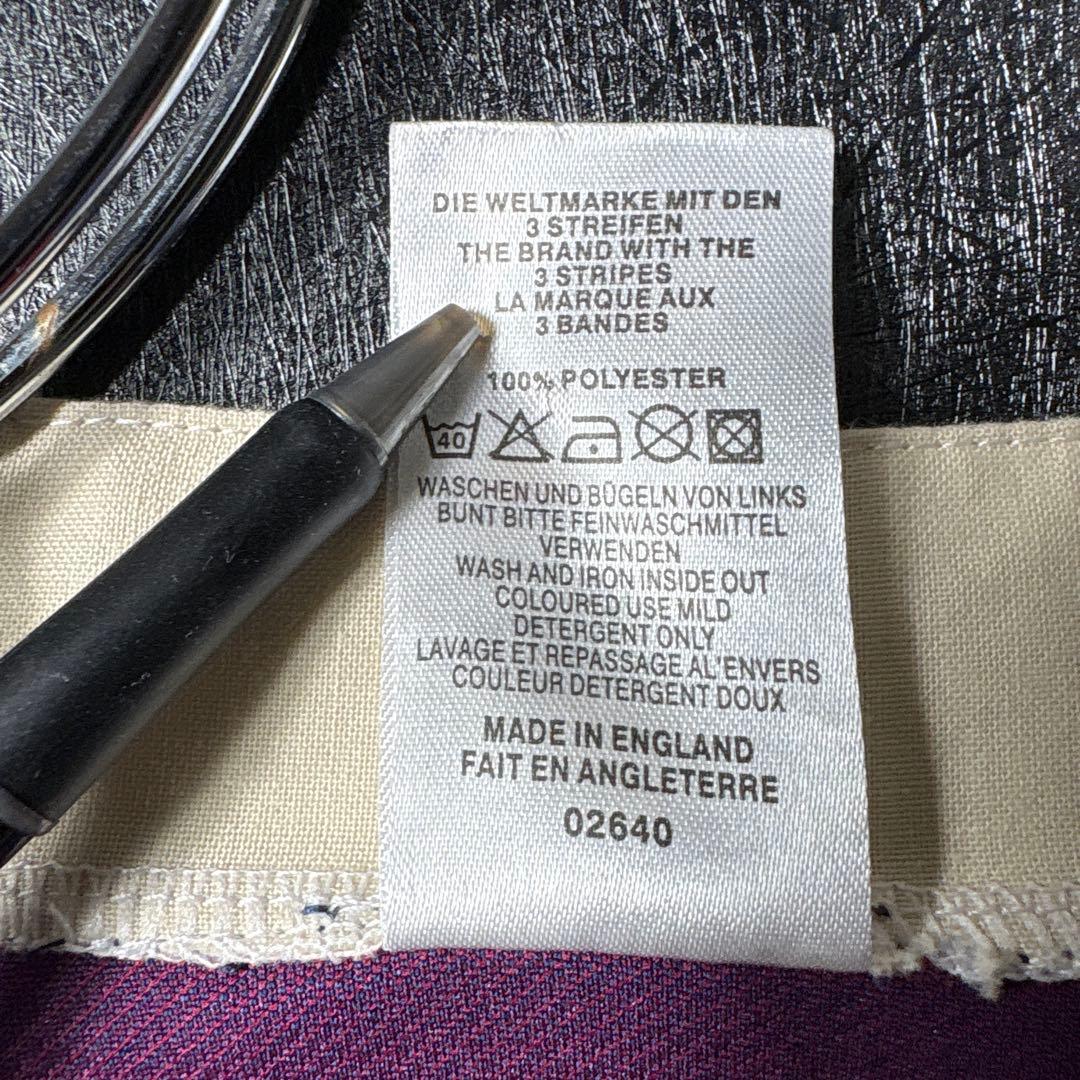 DIE WELTMARKE MIT DEN
3 STREIFEN
THE BRAND WITH THE
3 STRIPES
LA MARQUE AUX
3 BANDES
100% POLYESTER
40
WASCHEN UND BÜGELN VON LINKS
BUNT BITTE FEINWASCHMITTEL
VERWENDEN
WASH AND IRON INSIDE OUT
COLOURED USE MILD
DETERGENT ONLY
LAVAGE ET REPASSAGE A L'ENVERS
COULEUR DETERGENT DOUX
MADE IN ENGLAND
FAIT EN ANGLETERRE
02640